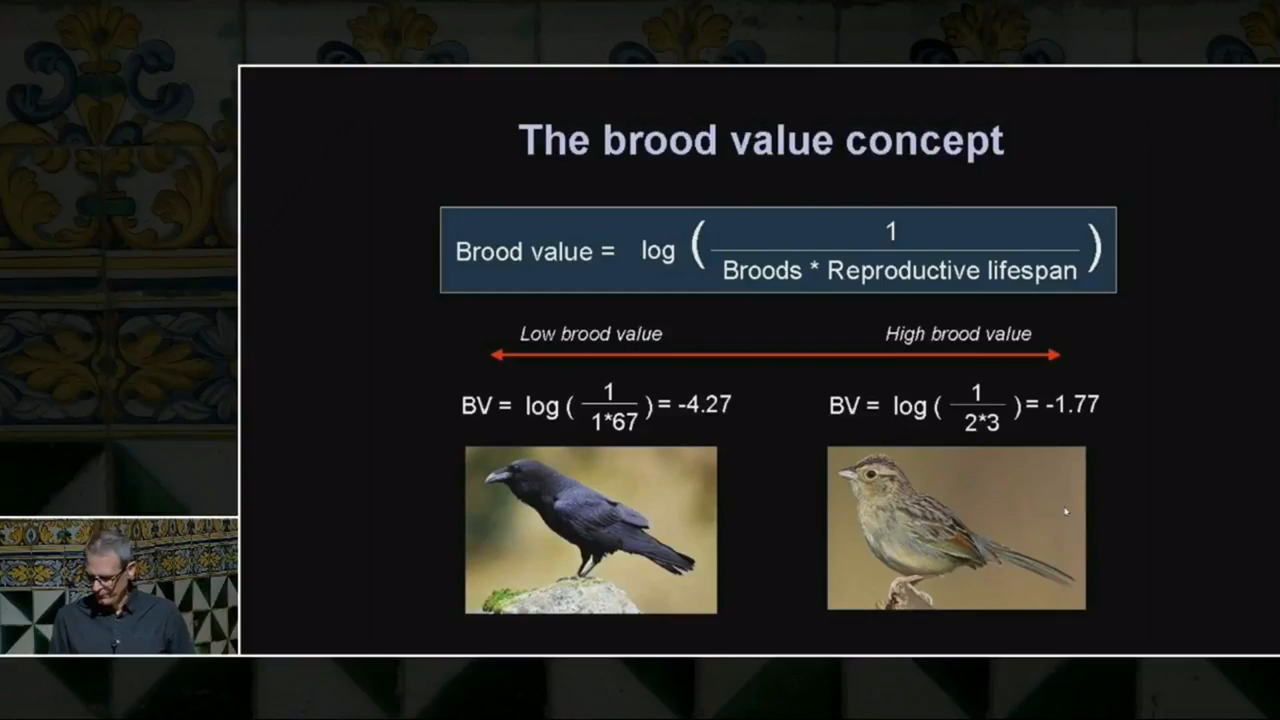 The brood value concept
Brood value = log ( 1 / Broods * Reproductive lifespan )
Low brood value
High brood value
BV = log ( 1 / 1*67 ) = -4.27
BV = log ( 1 / 2*3 ) = -1.77